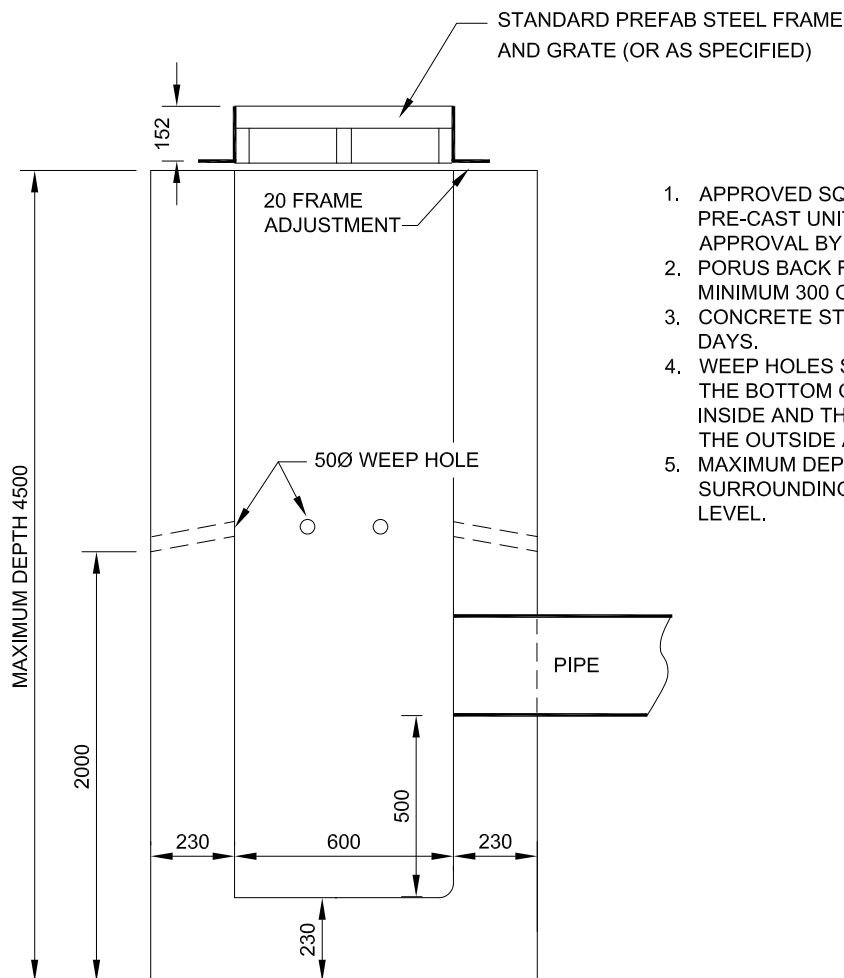 STANDARD PREFAB STEEL FRAME
AND GRATE (OR AS SPECIFIED)
152
20 FRAME
ADJUSTMENT
1. APPROVED SQ
PRE-CAST UNIT
APPROVAL BY
2. PORUS BACK F
MINIMUM 300 O
3. CONCRETE ST
DAYS.
4. WEEP HOLES S
THE BOTTOM O
INSIDE AND TH
THE OUTSIDE A
5. MAXIMUM DEP
SURROUNDING
LEVEL.
50Ø WEEP HOLE
MAXIMUM DEPTH 4500
PIPE
2000
500
230
600
230
230